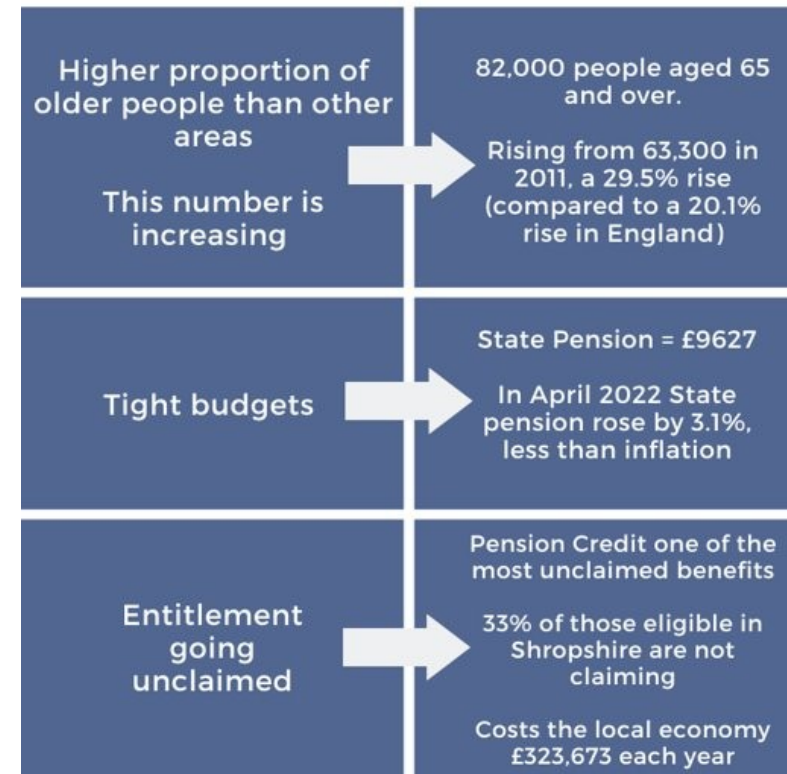 Higher proportion of
older people than other
areas
This number is
increasing
82,000 people aged 65
and over.
Rising from 63,300 in
2011, a 29.5% rise
(compared to a 20.1%
rise in England)
Tight budgets
State Pension = £9627
In April 2022 State
pension rose by 3.1%,
less than inflation
Entitlement
going
unclaimed
Pension Credit one of the
most unclaimed benefits
33% of those eligible in
Shropshire are not
claiming
Costs the local economy
£323,673 each year